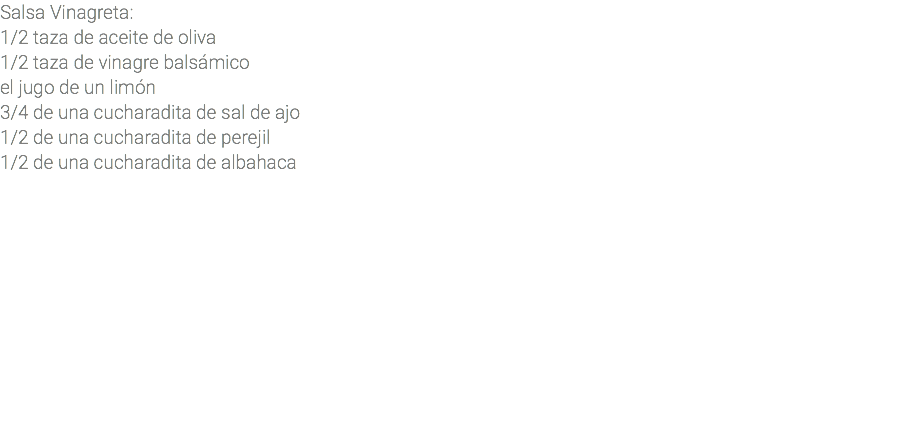 Salsa Vinagreta:
1/2 taza de aceite de oliva
1/2 taza de vinagre balsámico
el jugo de un limón
3/4 de una cucharadita de sal de ajo
1/2 de una cucharadita de perejil
1/2 de una cucharadita de albahaca